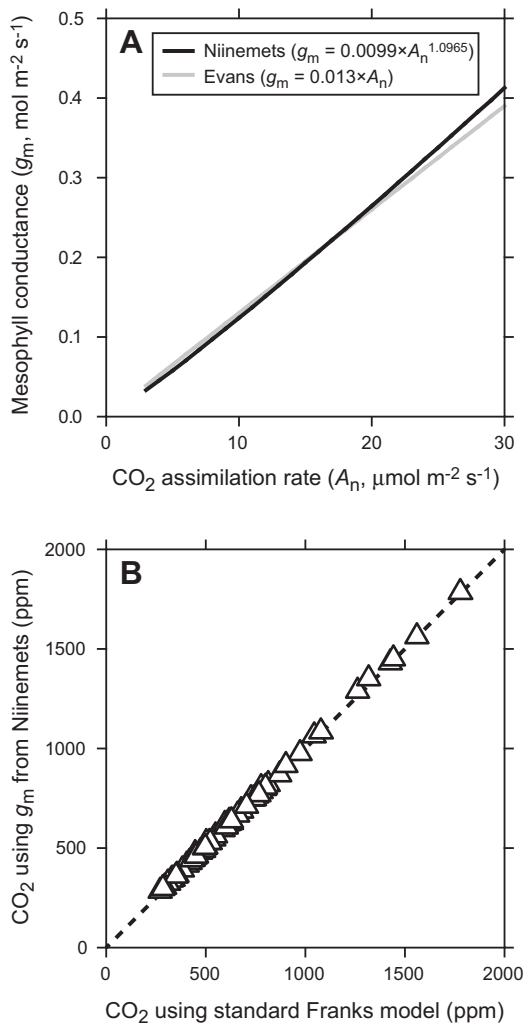 A
Niinemets (gm = 0.0099×An1.0965)
Evans (gm = 0.013×An)
Mesophyll conductance (gm, mol m-2 s-1)
0.5
0.4
0.3
0.2
0.1
0.0
0 10 20 30
CO2 assimilation rate (An, μmol m-2 s-1)
B
CO2 using gm from Niinemets (ppm)
2000
1500
1000
500
0
0 500 1000 1500 2000
CO2 using standard Franks model (ppm)